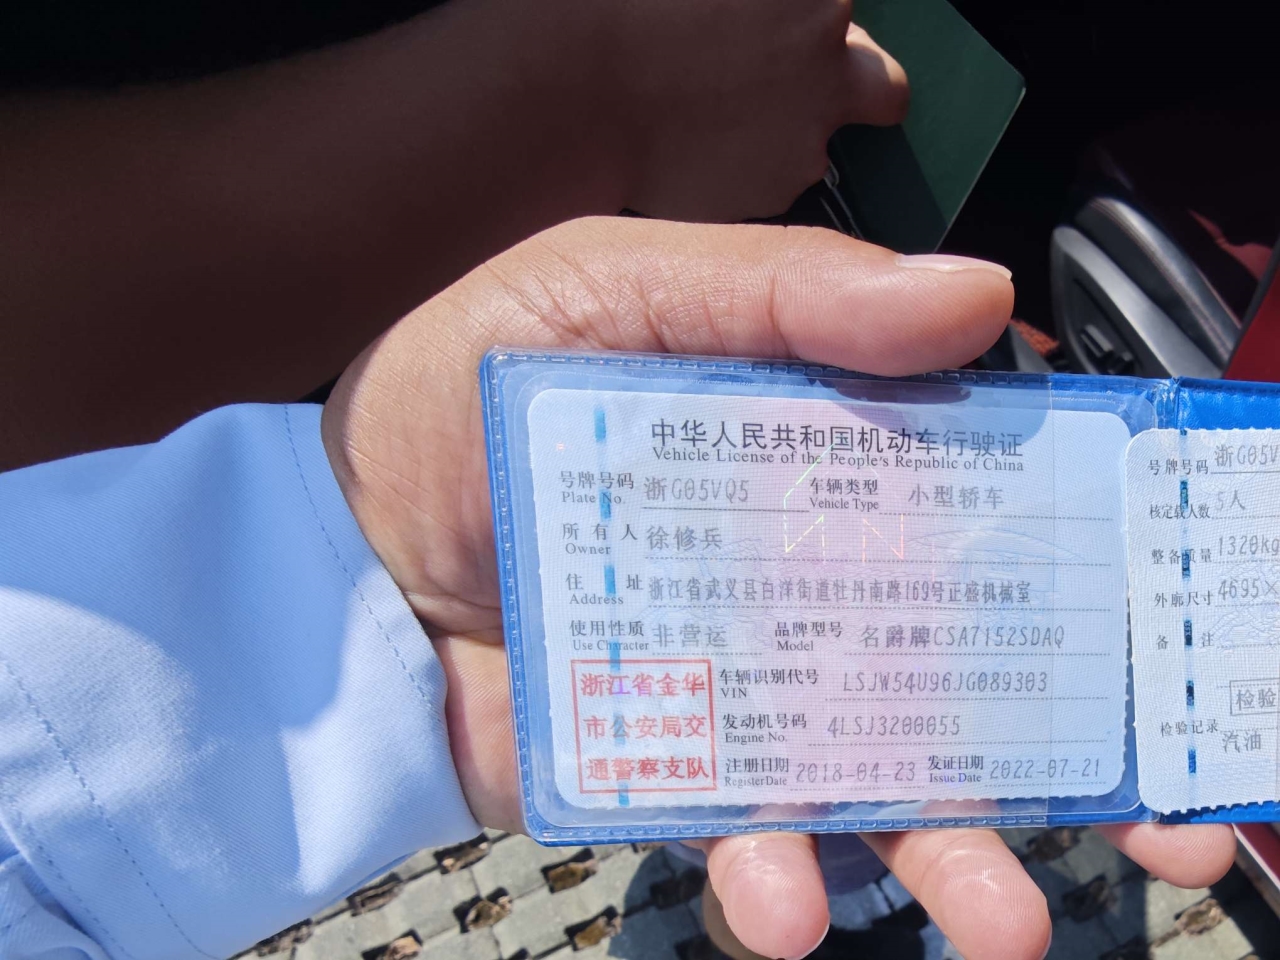 中华人民共和国机动车行驶证
Vehicle License of the People's Republic of China
号牌号码 浙G05VQ5 车辆类型 小型轿车
Plate No. Vehicle Type
所有人 徐修兵
Owner
住址 浙江省武义县白洋街道牡丹南路169号正盛机械室
Address
使用性质 非营运 品牌型号 名爵牌CSA7152SDAQ
Use Character Model
浙江省金华
市公安局交
通警察支队
车辆识别代号 LSJW54U96JG089303
VIN
发动机号码 4LSJ3200055
Engine No.
注册日期 2018-04-23 发证日期 2022-07-21
Register Date Issue Date
号牌号码 浙G05V
核定载人数 5人
整备质量 1320kg
外廓尺寸 4695×
备注
检验
检验记录 汽油